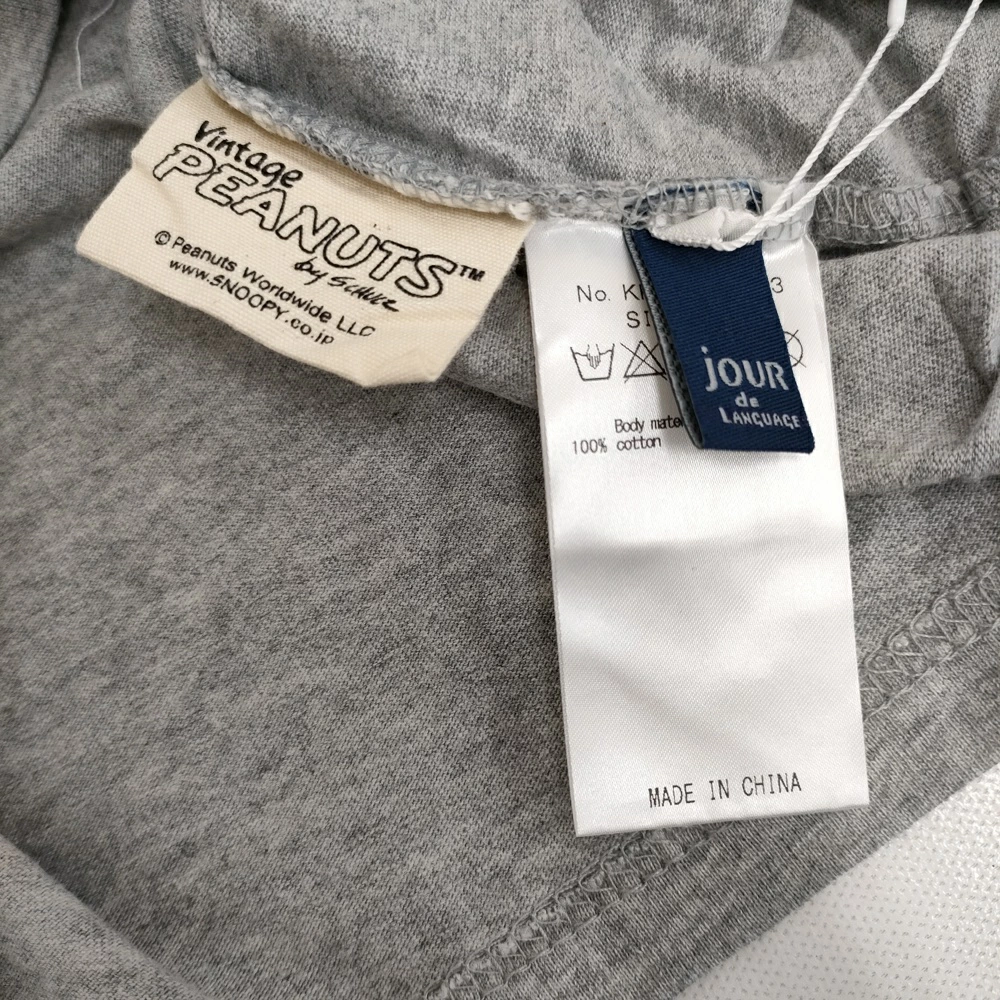 Vintage
PEANUTS™
by SCHULZ
© Peanuts Worldwide LLC
www.SNOOPY.co.jp
No. 3
Body
100% cotton
MADE IN CHINA
jOUR
de
LANGUAGE